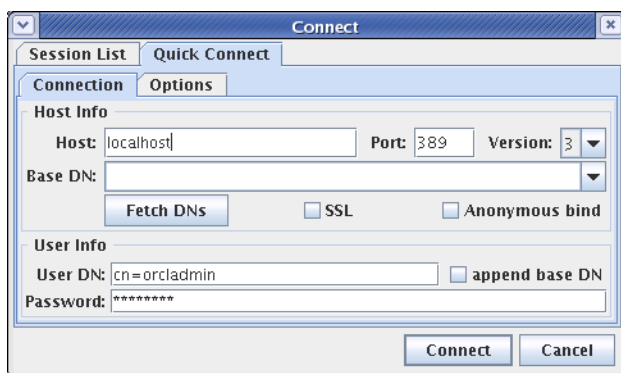 Connect
Session List Quick Connect
Connection Options
Host Info
Host: localhost Port: 389 Version: 3
Base DN:
Fetch DNs SSL Anonymous bind
User Info
User DN: cn=orcladmin append base DN
Password: ********
Connect Cancel